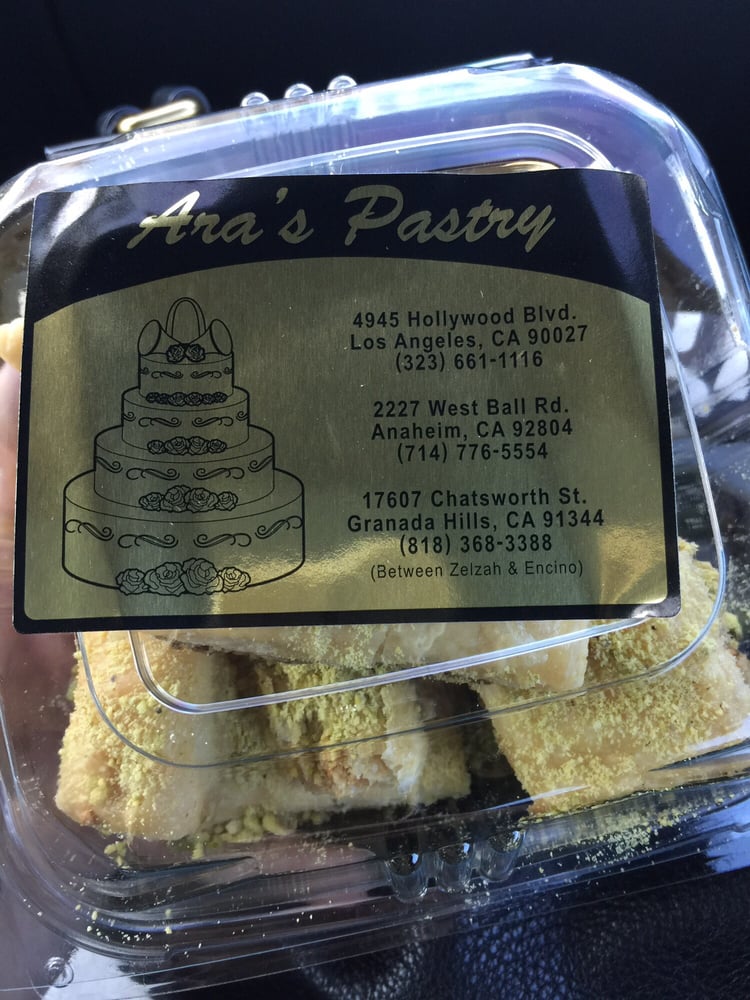 Ara's Pastry
4945 Hollywood Blvd.
Los Angeles, CA 90027
(323) 661-1116
2227 West Ball Rd.
Anaheim, CA 92804
(714) 776-5554
17607 Chatsworth St.
Granada Hills, CA 91344
(818) 368-3388
(Between Zelzah & Encino)